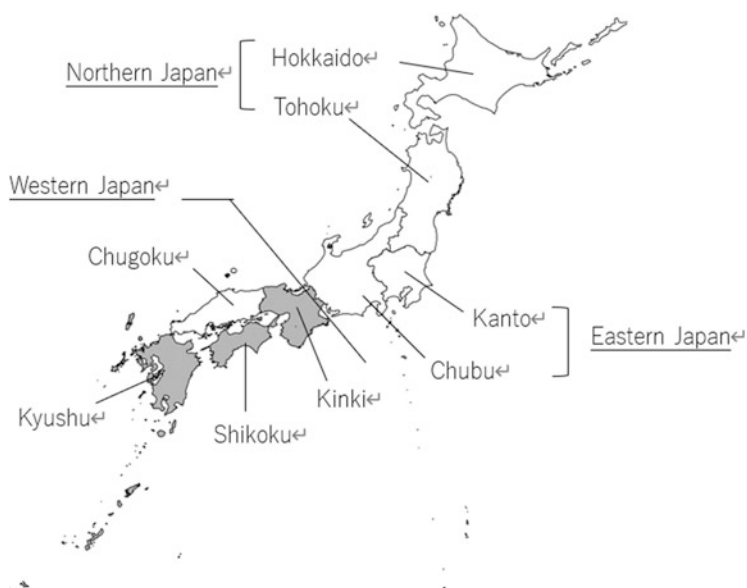 Hokkaido↵
Northern Japan↵
Tohoku↵
Western Japan↵
Chugoku↵
Kanto↵
Eastern Japan↵
Chubu↵
Kinki↵
Kyushu↵
Shikoku↵